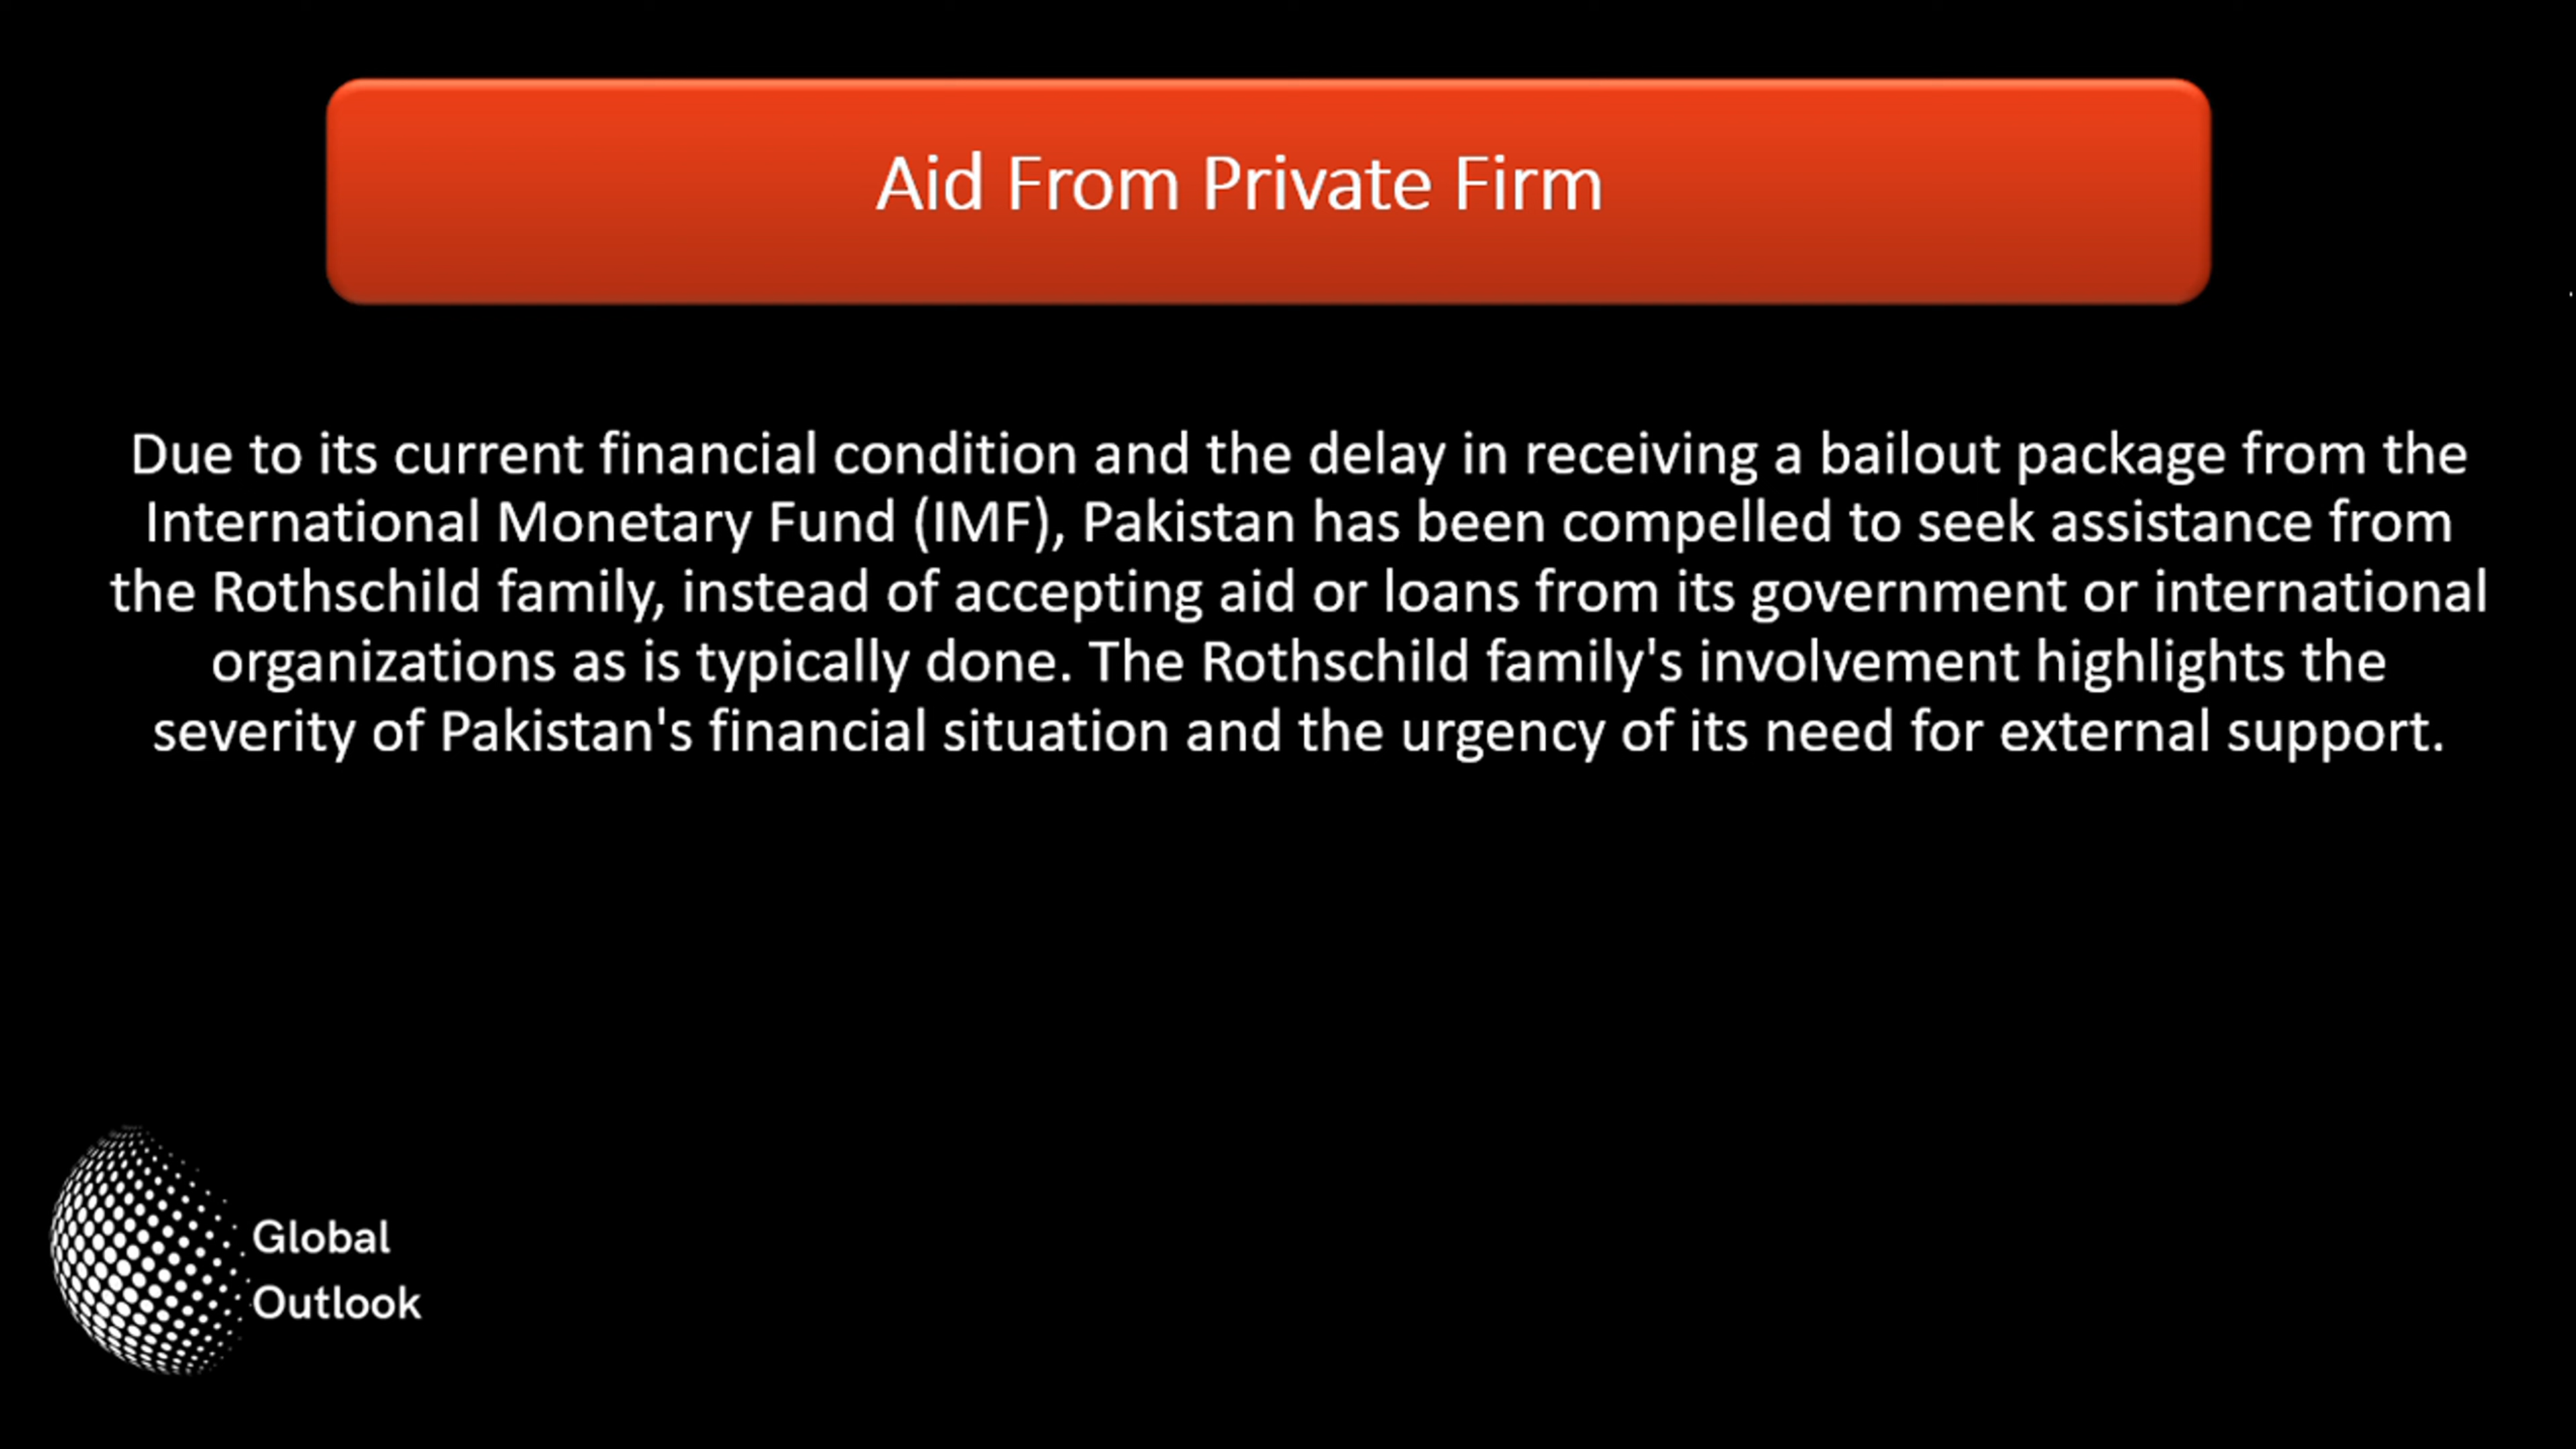 Aid From Private Firm
Due to its current financial condition and the delay in receiving a bailout package from the
International Monetary Fund (IMF), Pakistan has been compelled to seek assistance from
the Rothschild family, instead of accepting aid or loans from its government or international
organizations as is typically done. The Rothschild family's involvement highlights the
severity of Pakistan's financial situation and the urgency of its need for external support.
Global
Outlook